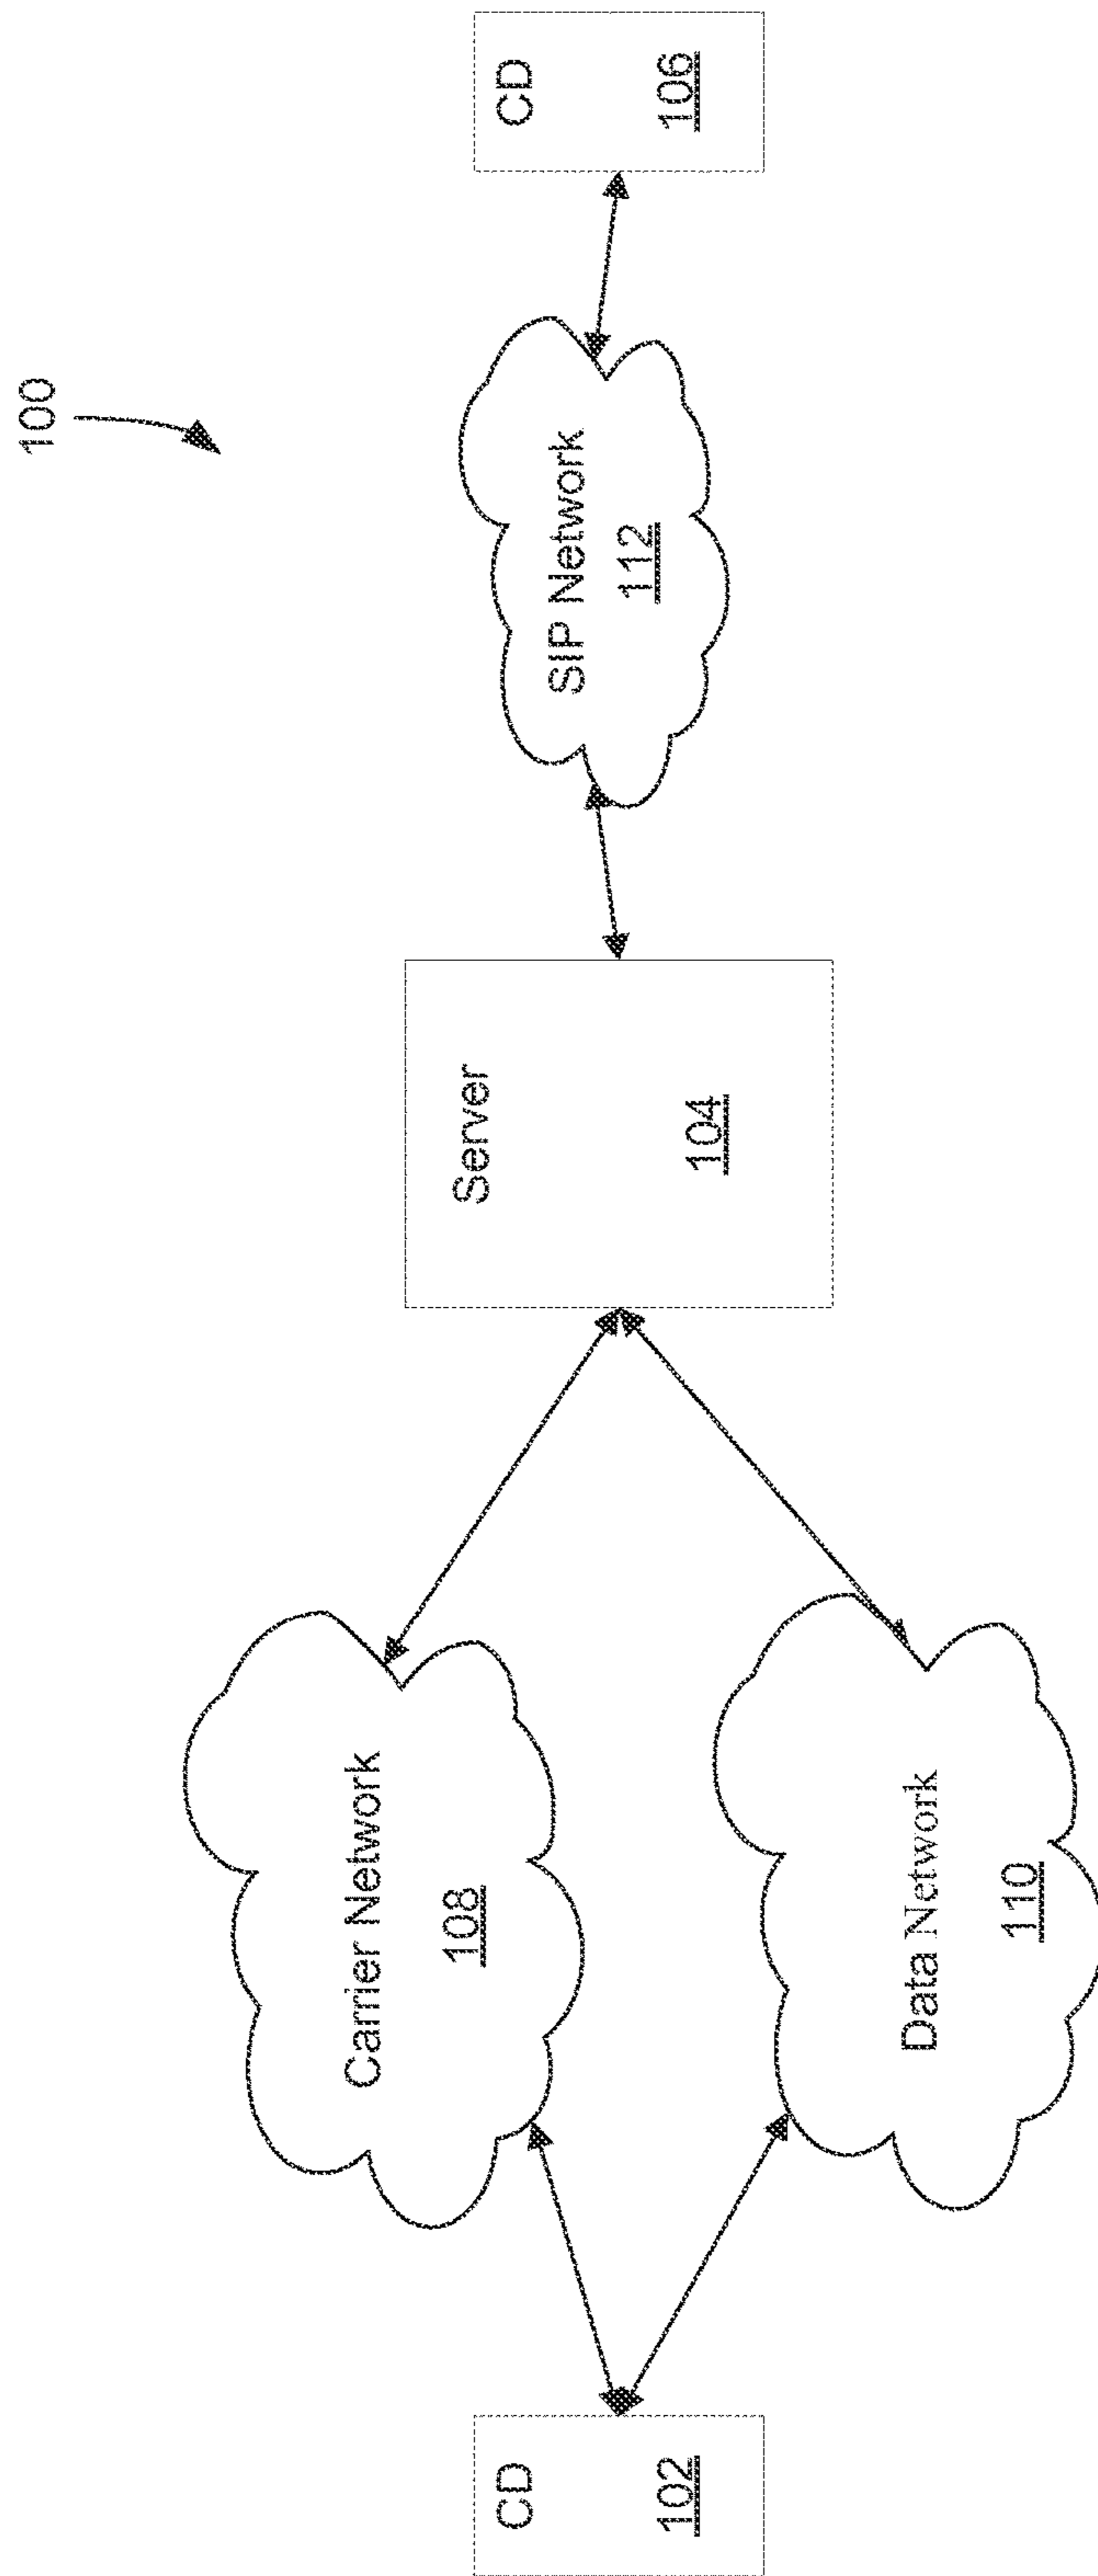 100
CD
102
Carrier Network
108
Data Network
110
Server
104
SIP Network
112
CD
106